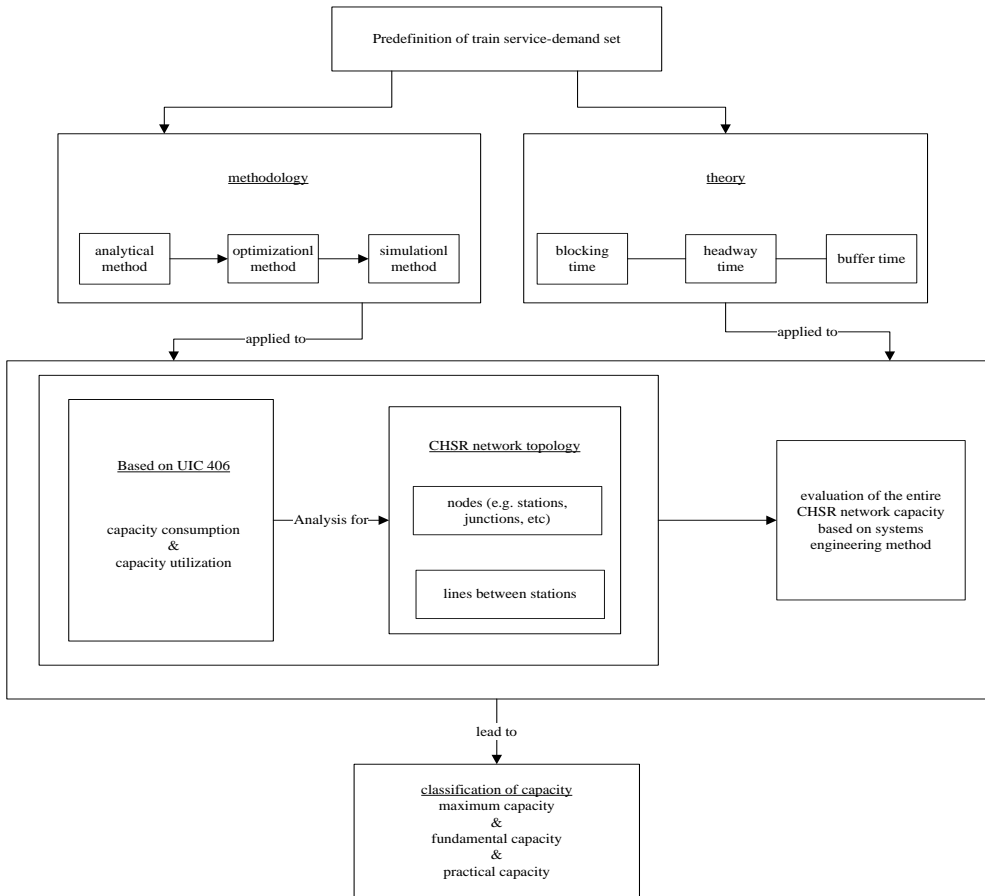 Predefinition of train service-demand set
methodology
analytical
method
optimizationl
method
simulationl
method
theory
blocking
time
headway
time
buffer time
applied to
applied to
Based on UIC 406
capacity consumption
&
capacity utilization
Analysis for
CHSR network topology
nodes (e.g. stations,
junctions, etc)
lines between stations
evaluation of the entire
CHSR network capacity
based on systems
engineering method
lead to
classification of capacity
maximum capacity
&
fundamental capacity
&
practical capacity